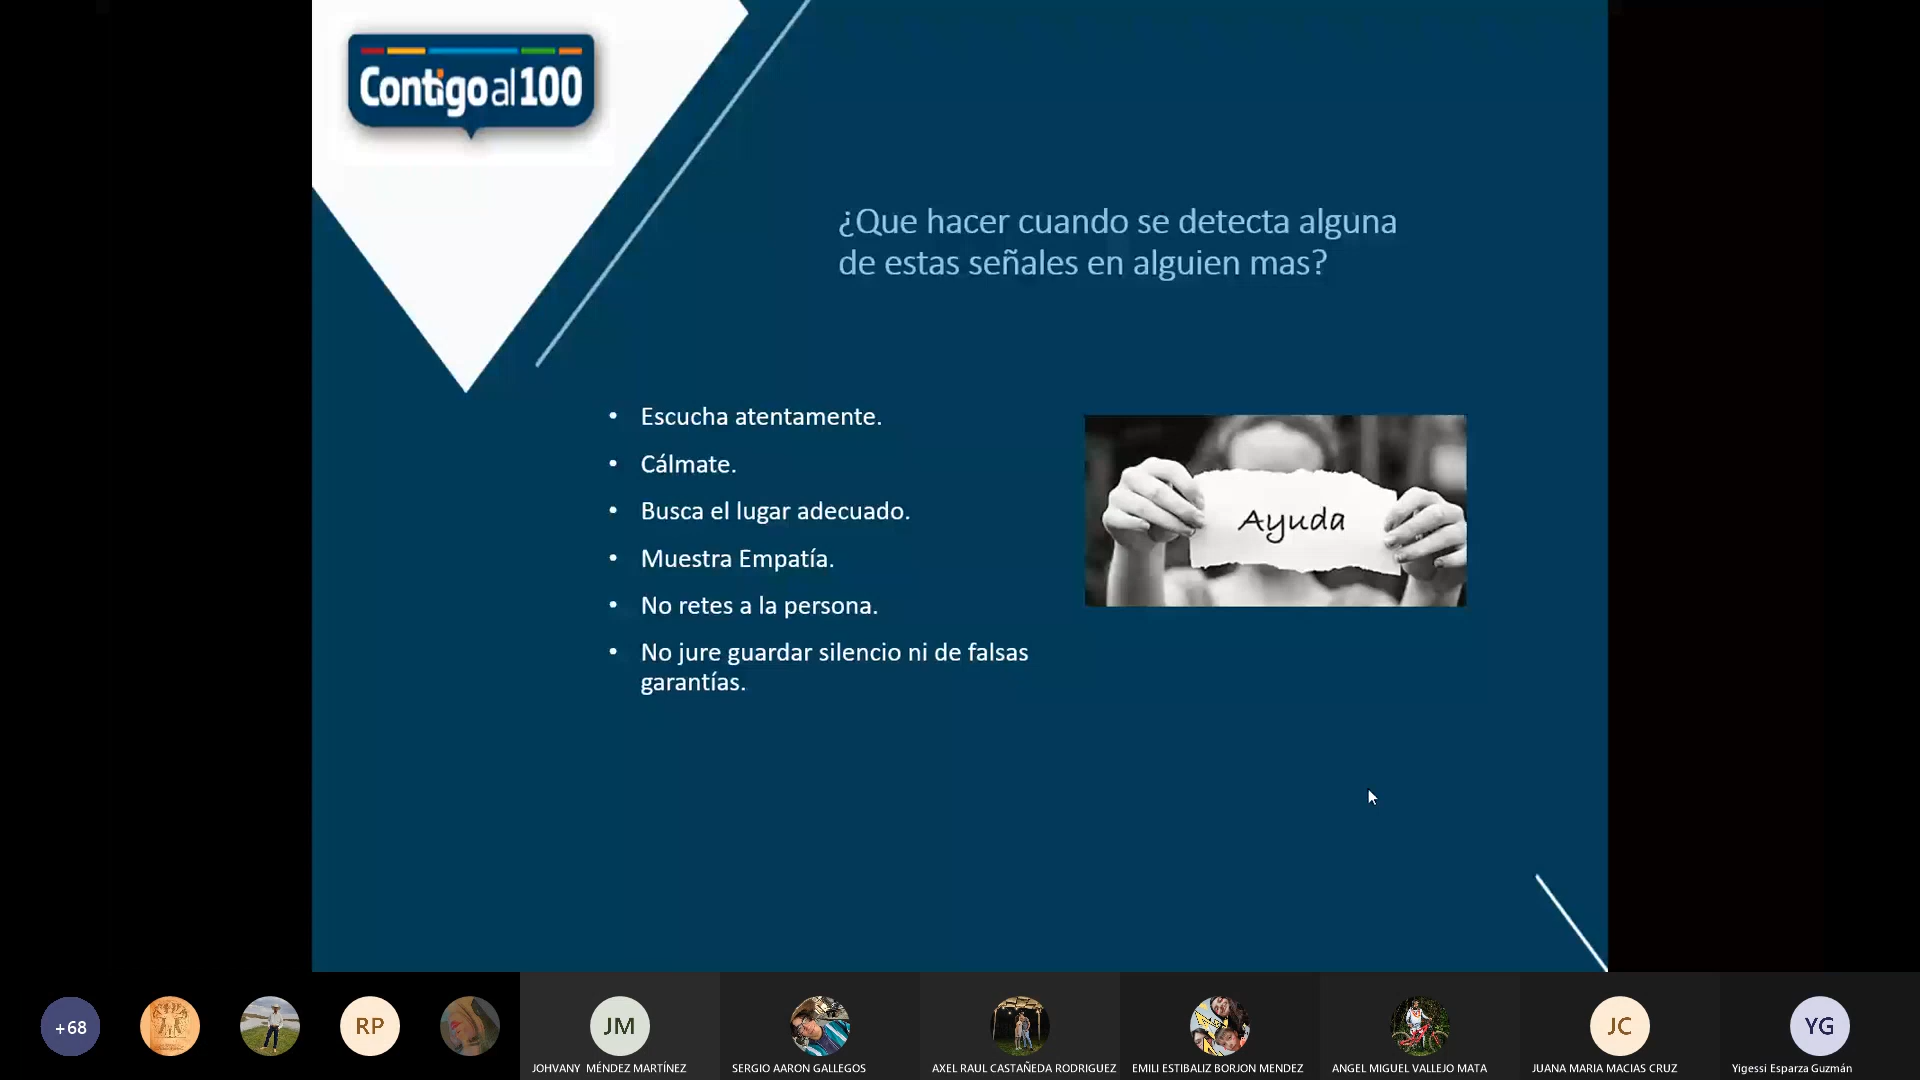 Contigo al 100
¿Que hacer cuando se detecta alguna
de estas señales en alguien mas?
• Escucha atentamente.
• Cálmate.
• Busca el lugar adecuado.
• Muestra Empatía.
• No retes a la persona.
• No jure guardar silencio ni de falsas
garantías.
Ayuda
+68
RP
JM
JC
YG
JOHVANY MÉNDEZ MARTÍNEZ
SERGIO AARON GALLEGOS
AXEL RAUL CASTAÑEDA RODRIGUEZ
EMILI ESTIBALIZ BORJON MENDEZ
ANGEL MIGUEL VALLEJO MATA
JUANA MARIA MACIAS CRUZ
Yigessi Esparza Guzmán